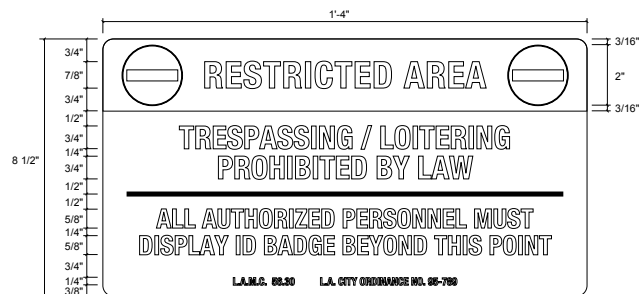 1'-4"
3/4" 3/16"
7/8" RESTRICTED AREA 2"
3/4" 3/16"
1/2"
3/4" TRESPASSING / LOITERING
1/4"
8 1/2"
3/4" PROHIBITED BY LAW
1/2"
1/2"
5/8" ALL AUTHORIZED PERSONNEL MUST
1/4"
5/8" DISPLAY ID BADGE BEYOND THIS POINT
3/4"
1/4" L.A.M.C. 56.30 L.A. CITY ORDINANCE NO. 95-769
3/8"